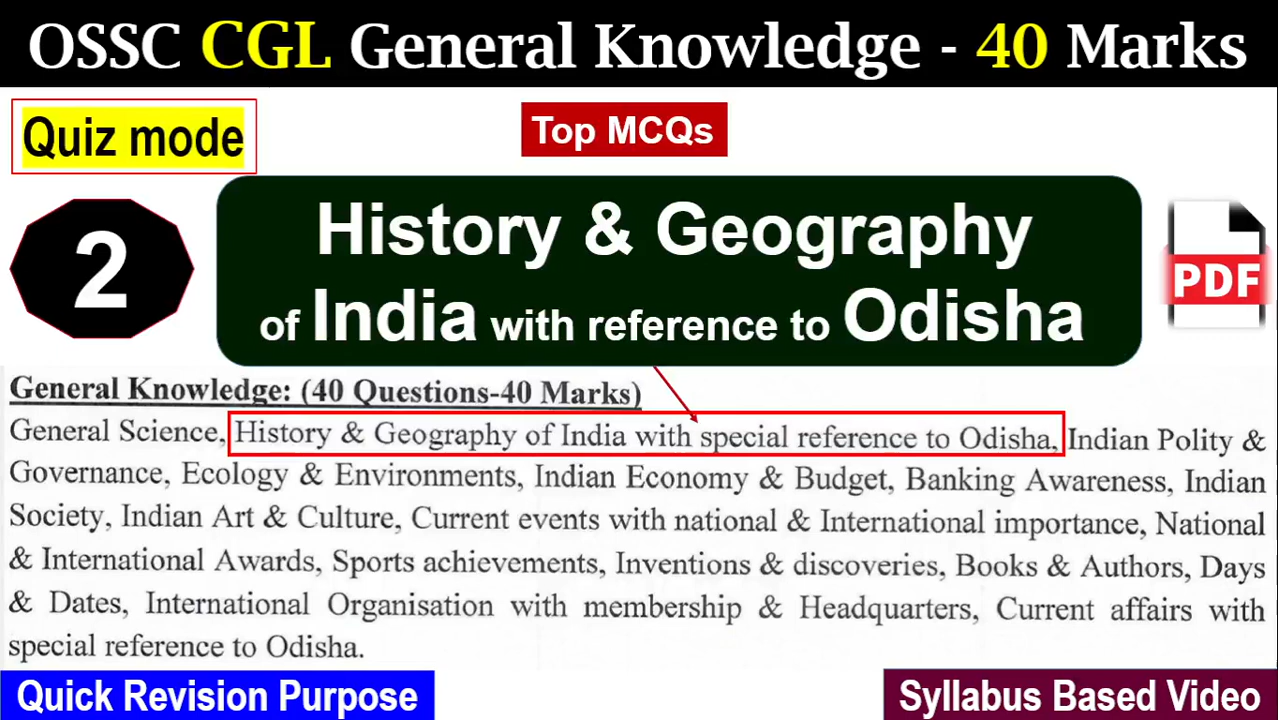 OSSC CGL General Knowledge - 40 Marks
Quiz mode
Top MCQs
2
History & Geography
of India with reference to Odisha
PDF
General Knowledge: (40 Questions-40 Marks)
General Science, History & Geography of India with special reference to Odisha, Indian Polity &
Governance, Ecology & Environments, Indian Economy & Budget, Banking Awareness, Indian
Society, Indian Art & Culture, Current events with national & International importance, National
& International Awards, Sports achievements, Inventions & discoveries, Books & Authors, Days
& Dates, International Organisation with membership & Headquarters, Current affairs with
special reference to Odisha.
Quick Revision Purpose
Syllabus Based Video